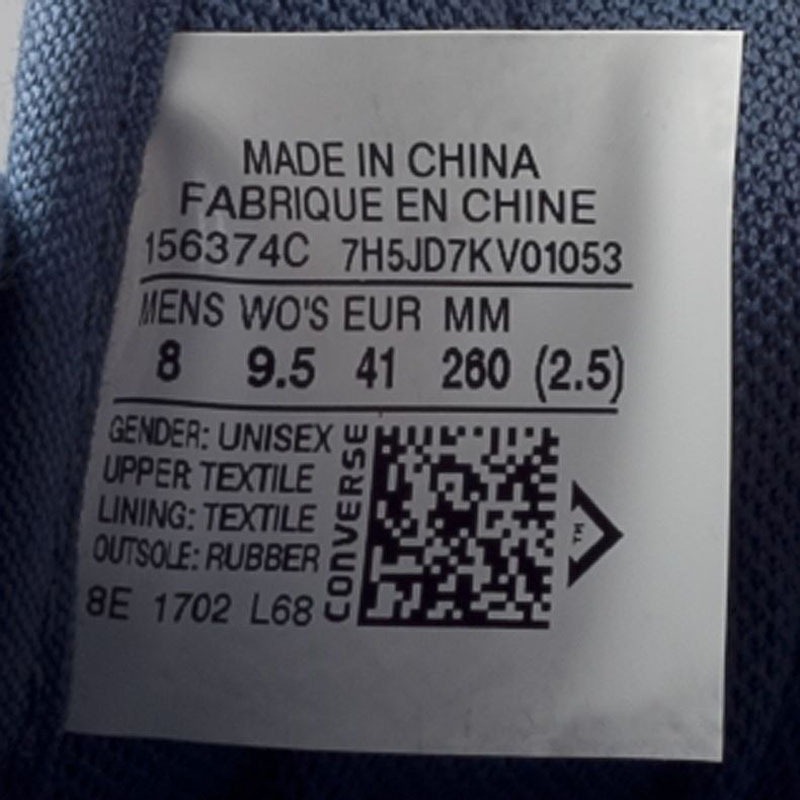 MADE IN CHINA
FABRIQUE EN CHINE
156374C 7H5JD7KV01053
MENS WO'S EUR MM
8 9.5 41 260 (2.5)
GENDER: UNISEX
UPPER TEXTILE
LINING: TEXTILE
OUTSOLE: RUBBER
8E 1702 L68
CONVERSE
TM